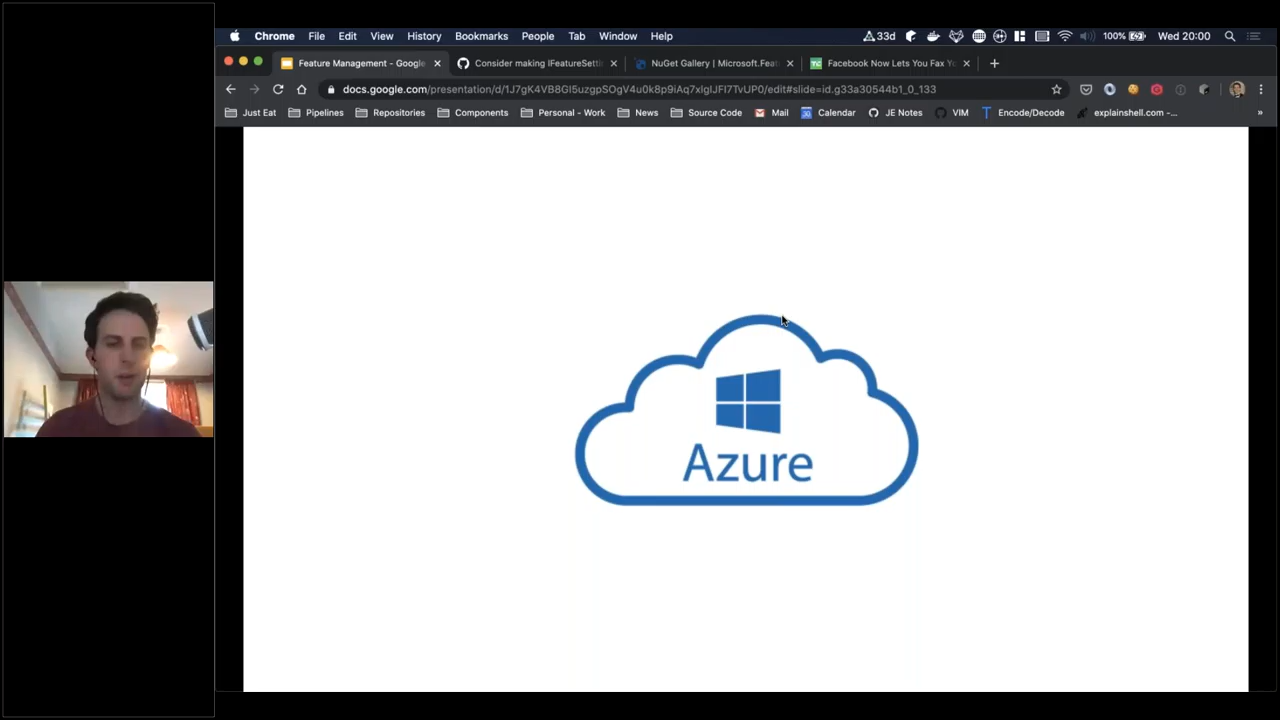 Chrome File Edit View History Bookmarks People Tab Window Help 33d 100% Wed 20:00
Feature Management - Google Consider making IFeatureSetti NuGet Gallery | Microsoft.Feat Facebook Now Lets You Fax Y
docs.google.com/presentation/d/1J7gK4VB8Gl5uzgpSOgV4u0k8p9iAq7xIglJFl7TvUP0/edit#slide=id.g33a30544b1_0_133
Just Eat Pipelines Repositories Components Personal - Work News Source Code Mail Calendar JE Notes VIM Encode/Decode explainshell.com -... »
Azure